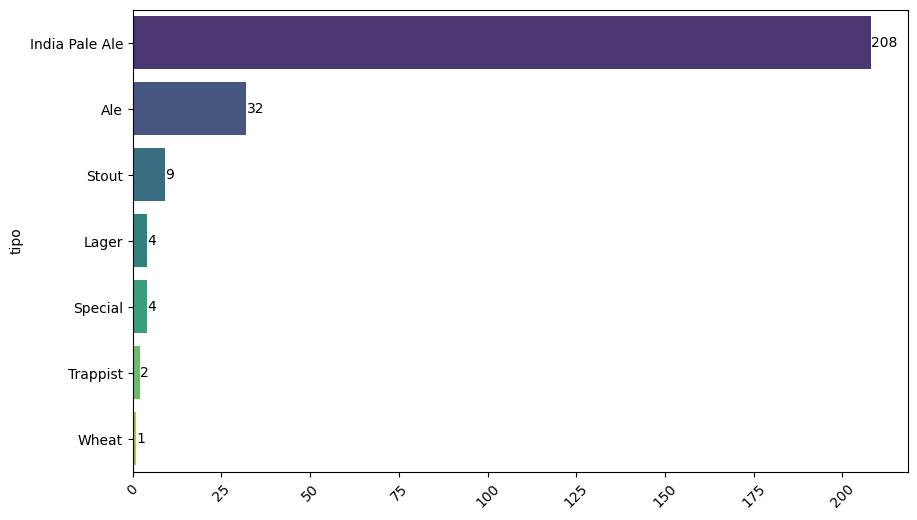 India Pale Ale 208
Ale 32
Stout 9
Lager 4
Special 4
Trappist 2
Wheat 1
tipo
0 25 50 75 100 125 150 175 200